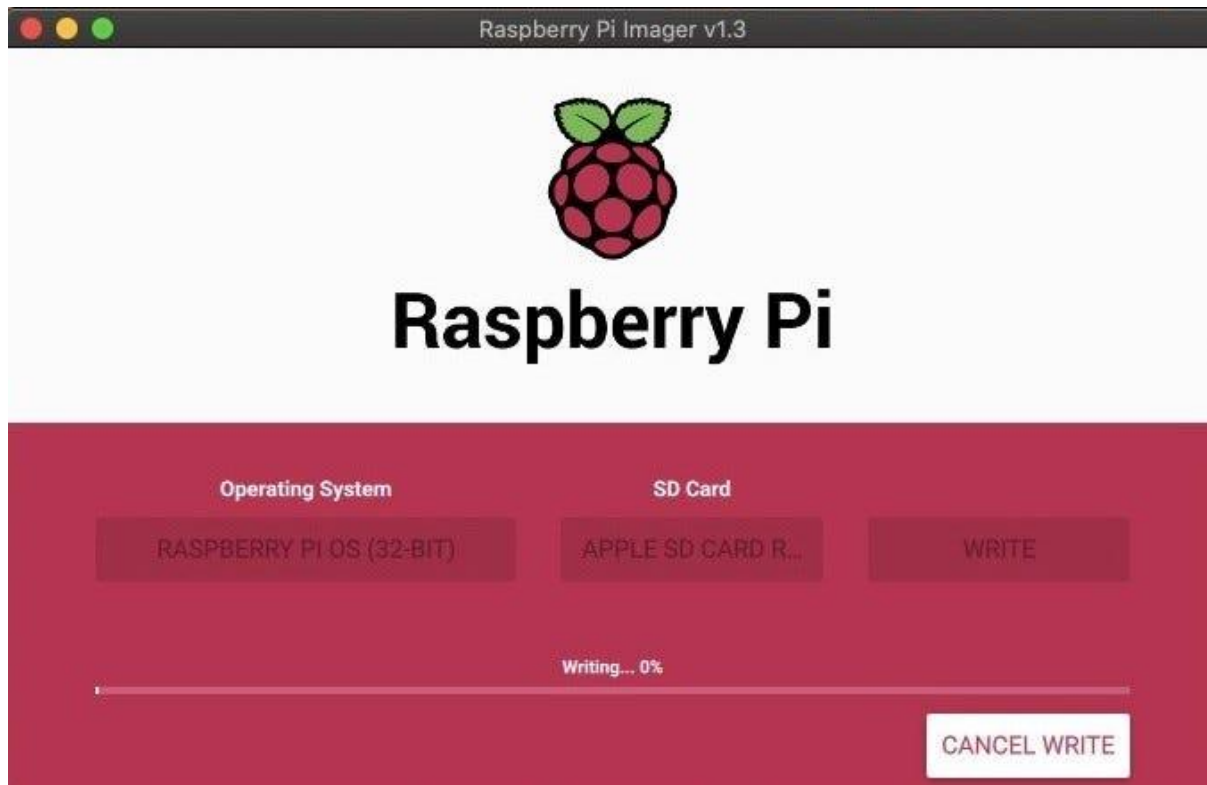 Raspberry Pi Imager v1.3
Raspberry Pi
Operating System
SD Card
RASPBERRY PI OS (32-BIT)
APPLE SD CARD R...
WRITE
Writing... 0%
CANCEL WRITE